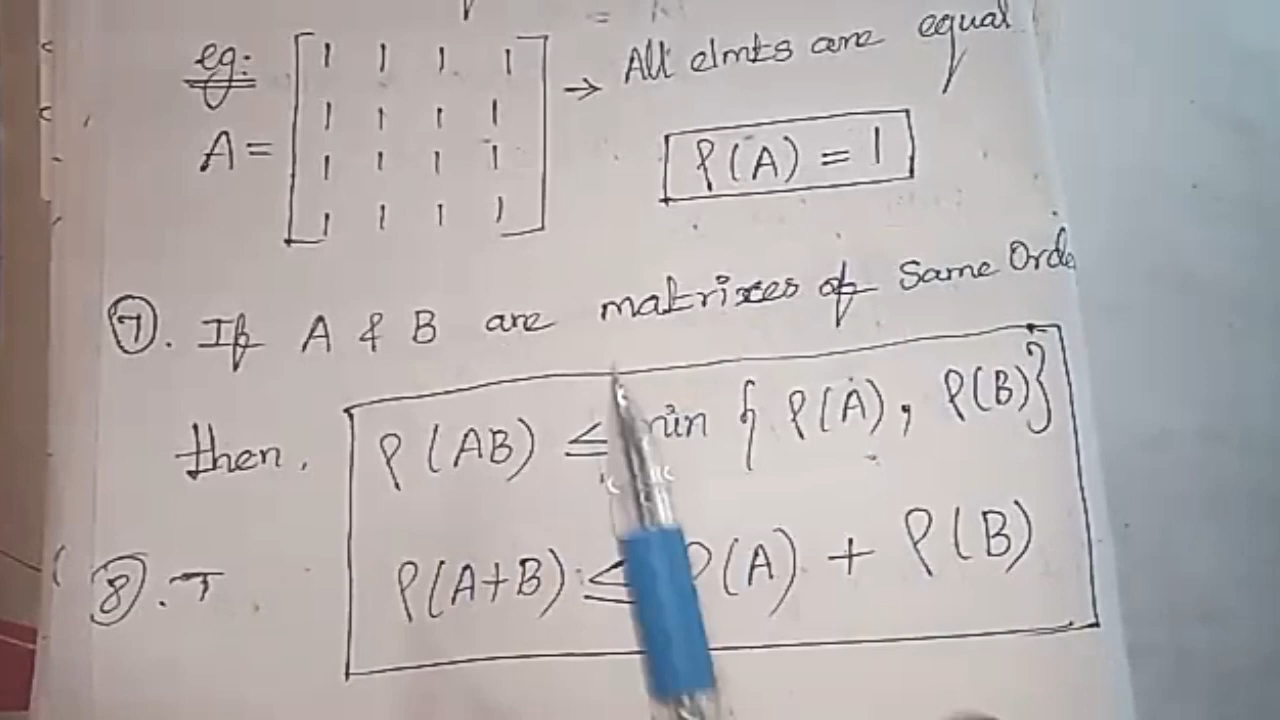 eg:
A = [ 1 1 1 1
1 1 1 1
1 1 1 1
1 1 1 1 ] → All elmts are equal
ρ(A) = 1
(7). If A & B are matrixes of Same Orde
then, ρ(AB) ≤ min { ρ(A), ρ(B) }
ρ(A+B) ≤ ρ(A) + ρ(B)
(8).